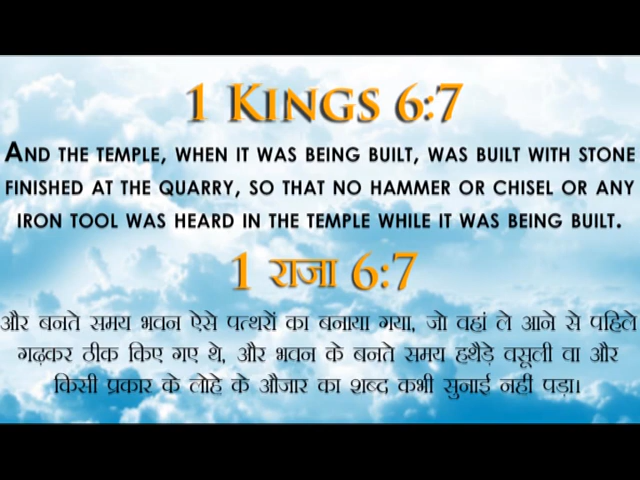 1 Kings 6:7
And the temple, when it was being built, was built with stone
finished at the quarry, so that no hammer or chisel or any
iron tool was heard in the temple while it was being built.
1 राजा 6:7
और बनते समय भवन ऐसे पत्थरों का बनाया गया, जो वहां ले आने से पहिले
गढ़कर ठीक किए गए थे, और भवन के बनते समय हथैड़े वसूली वा और
किसी प्रकार के लोहे के औजार का शब्द कभी सुनाई नहीं पड़ा।